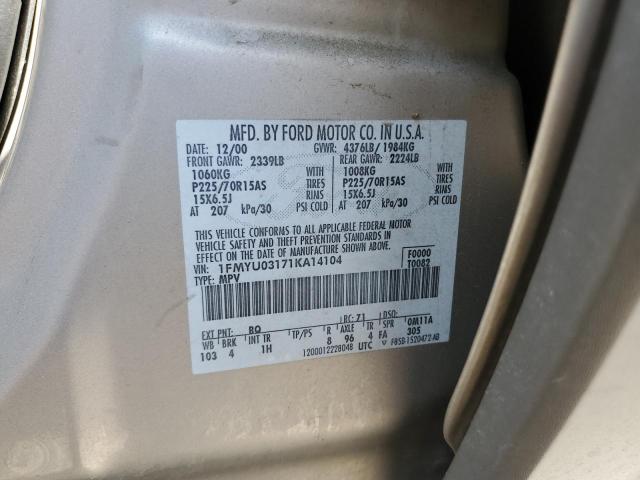 MFD. BY FORD MOTOR CO. IN U.S.A.
DATE: 12/00 GVWR: 4376LB/ 1984KG
FRONT GAWR: 2339LB REAR GAWR: 2224LB
1060KG WITH 1008KG WITH
P225/70R15AS TIRES P225/70R15AS TIRES
15X6.5J RIMS 15X6.5J RINS
AT 207 kPa/30 PSI COLD AT 207 kPa/30 PSI COLD
THIS VEHICLE CONFORMS TO ALL APPLICABLE FEDERAL MOTOR
VEHICLE SAFETY AND THEFT PREVENTION STANDARDS IN
EFFECT ON THE DATE OF MANUFACTURE SHOWN ABOVE.
VIN: 1FMYU03171KA14104 F0000
TYPE: MPV T0082
EXT PNT: BQ RC: 71 DSO:
WB BRK INT TR TP/PS R AXLE TR SPR 0M11A
103 4 1H 8 96 4 FA 305
1200012228048 UTC F85B-1520472-AB